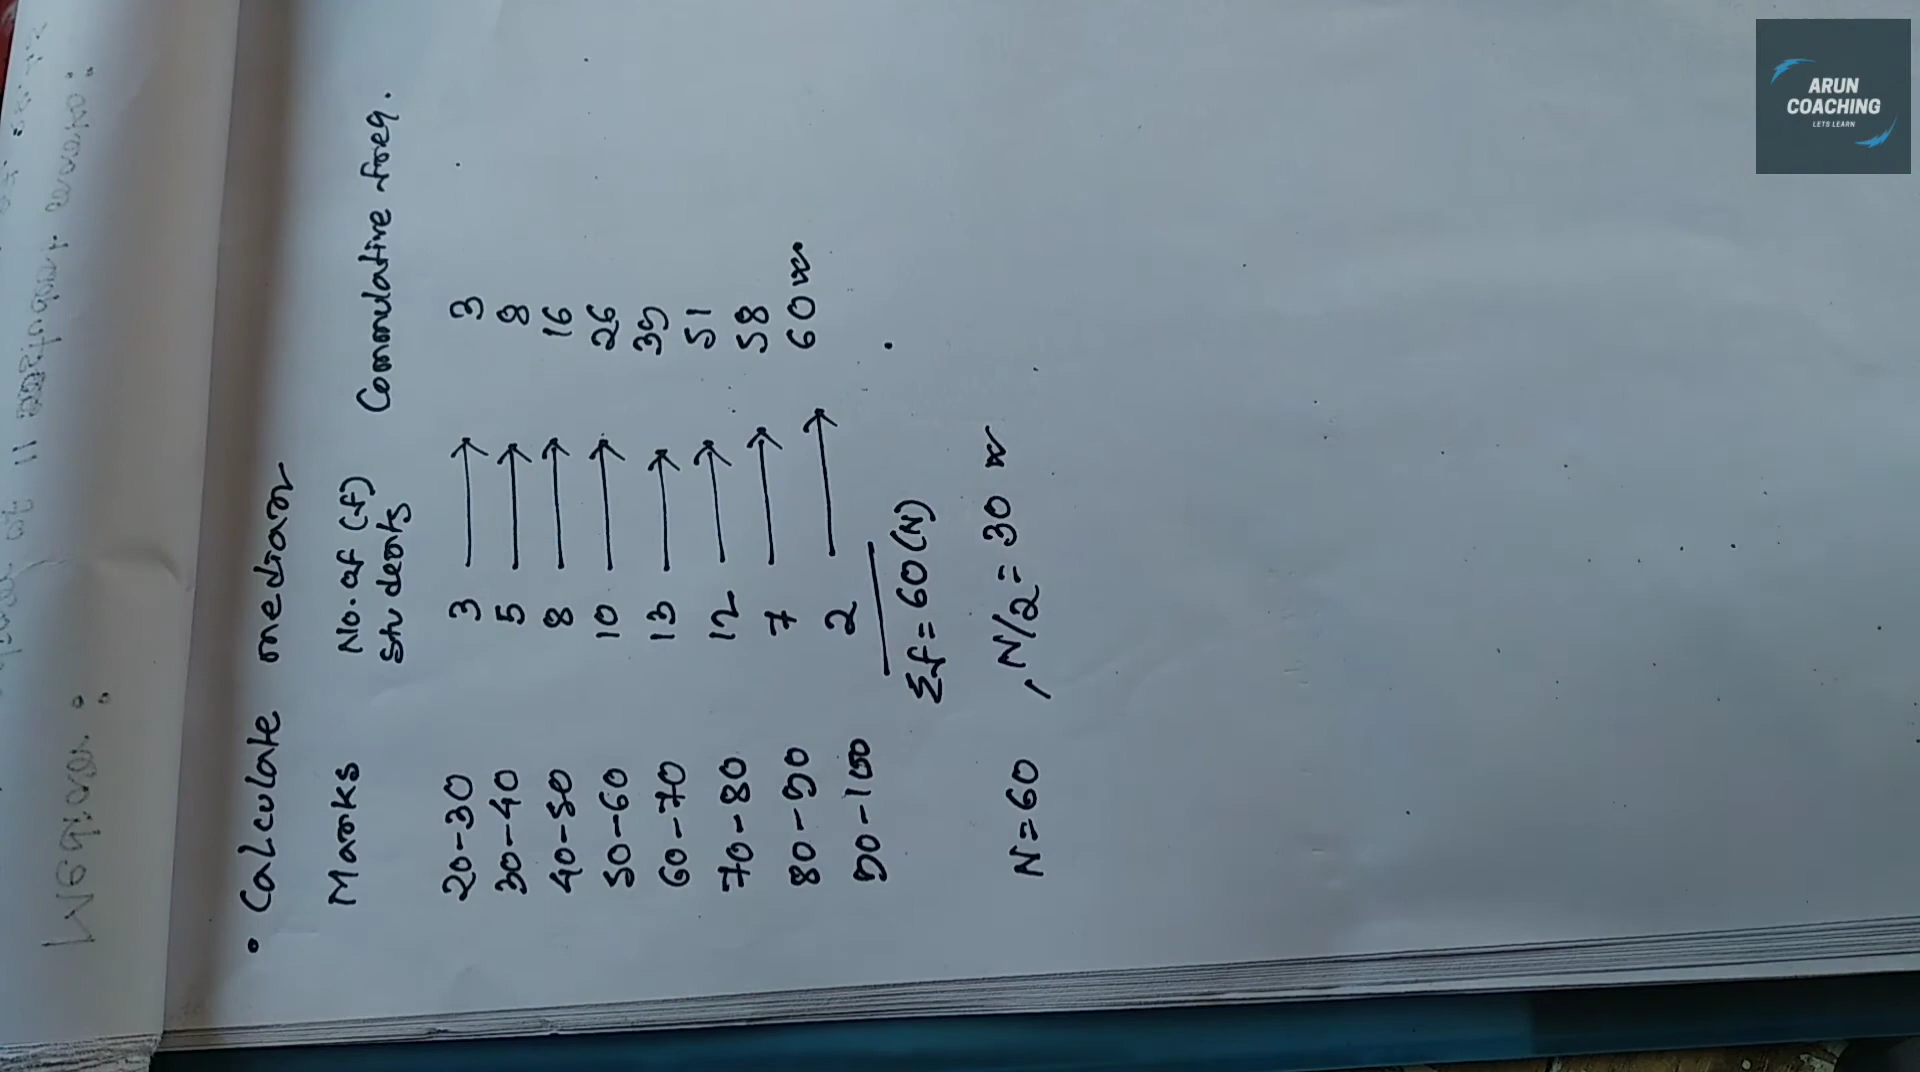 • Calculate median
Marks No. of (f) Students Commulative freq.
20-30 3 → 3
30-40 5 → 8
40-50 8 → 16
50-60 10 → 26
60-70 13 → 39
70-80 12 → 51
80-90 7 → 58
90-100 2 → 60
Σf = 60 (N)
N = 60 , N/2 = 30
ARUN
COACHING
LETS LEARN